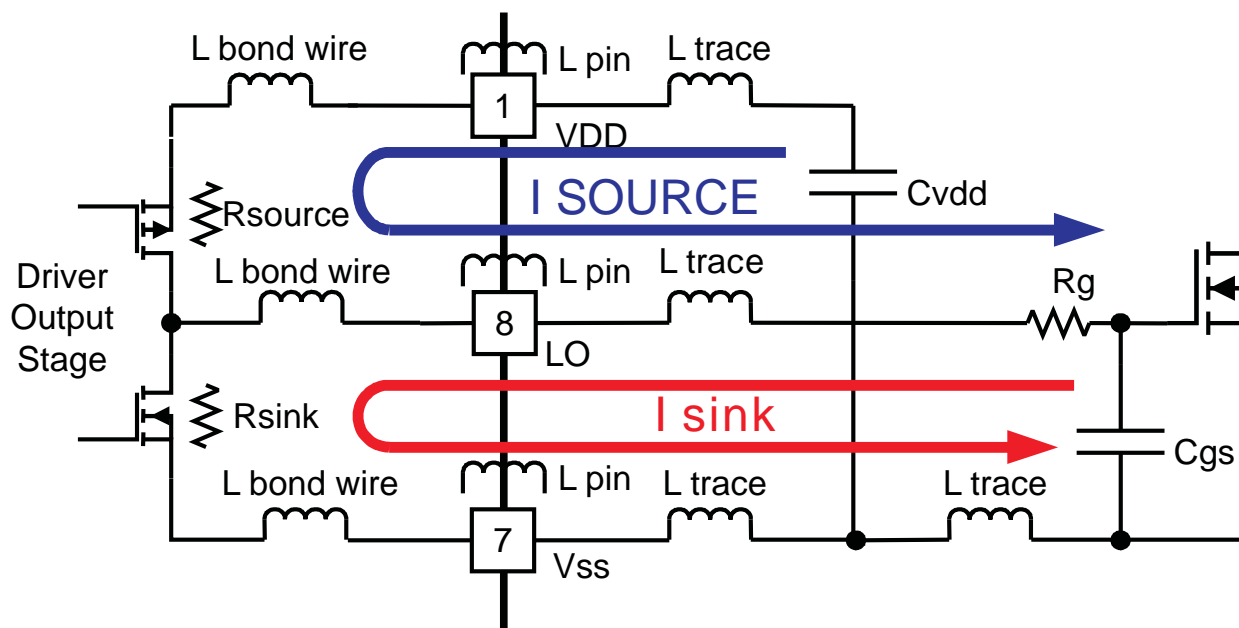 L bond wire
L pin
L trace
1
VDD
I SOURCE
Cvdd
Rsource
L bond wire
L pin
L trace
Rg
Driver
Output
Stage
8
LO
I sink
Rsink
Cgs
L bond wire
L pin
L trace
L trace
7
Vss